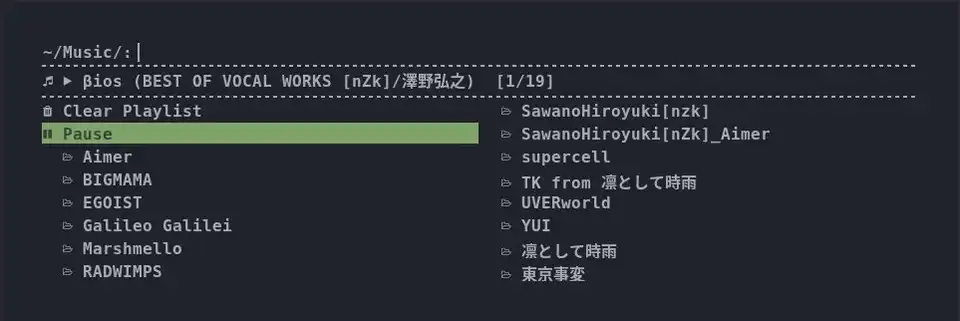 ~/Music/:
♫ ▶ βios (BEST OF VOCAL WORKS [nZk]/澤野弘之) [1/19]
Clear Playlist
Pause
Aimer
BIGMAMA
EGOIST
Galileo Galilei
Marshmello
RADWIMPS
SawanoHiroyuki[nzk]
SawanoHiroyuki[nZk]_Aimer
supercell
TK from 凛として時雨
UVERworld
YUI
凛として時雨
東京事変